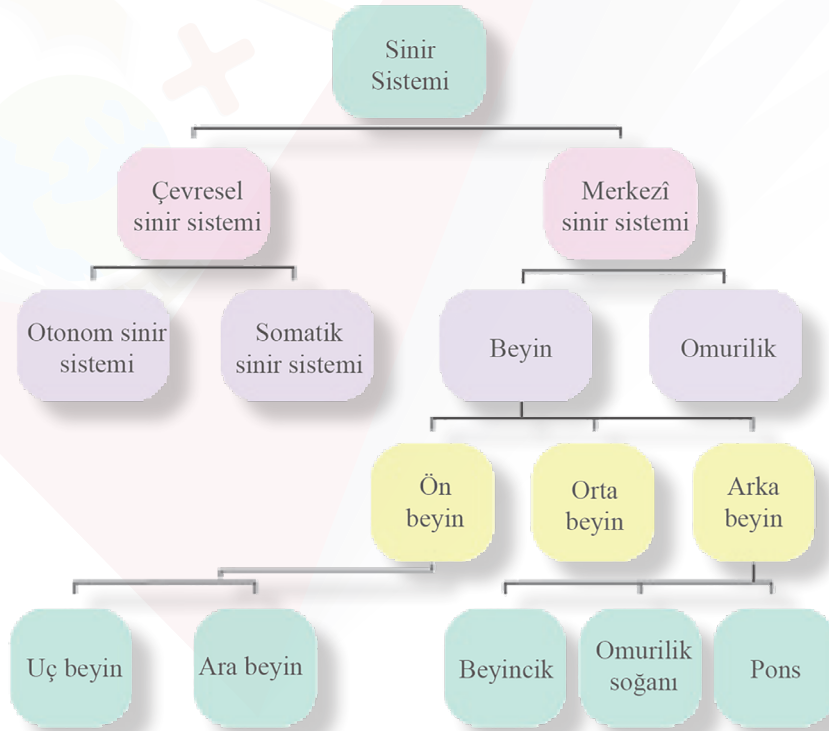 Sinir
Sistemi
Çevresel
sinir sistemi
Merkezî
sinir sistemi
Otonom sinir
sistemi
Somatik
sinir sistemi
Beyin
Omurilik
Ön
beyin
Orta
beyin
Arka
beyin
Uç beyin
Ara beyin
Beyincik
Omurilik
soğanı
Pons